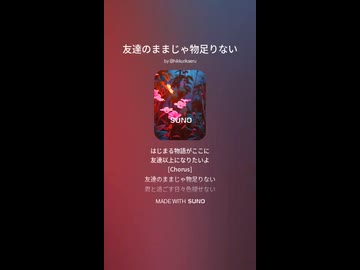 友達のままじゃ物足りない
SUNO
はじまる物語がここに
友達以上になりたいよ
[Chorus]
友達のままじゃ物足りない
君と過ごす日々色褪せない
MADE WITH SUNO